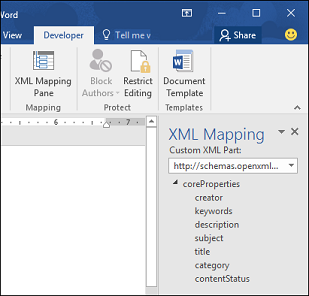 Word
View Developer Tell me v Share
XML Mapping Pane
Block Authors
Restrict Editing
Document Template
Mapping Protect Templates
6 7
XML Mapping
Custom XML Part:
http://schemas.openxml...
coreProperties
creator
keywords
description
subject
title
category
contentStatus